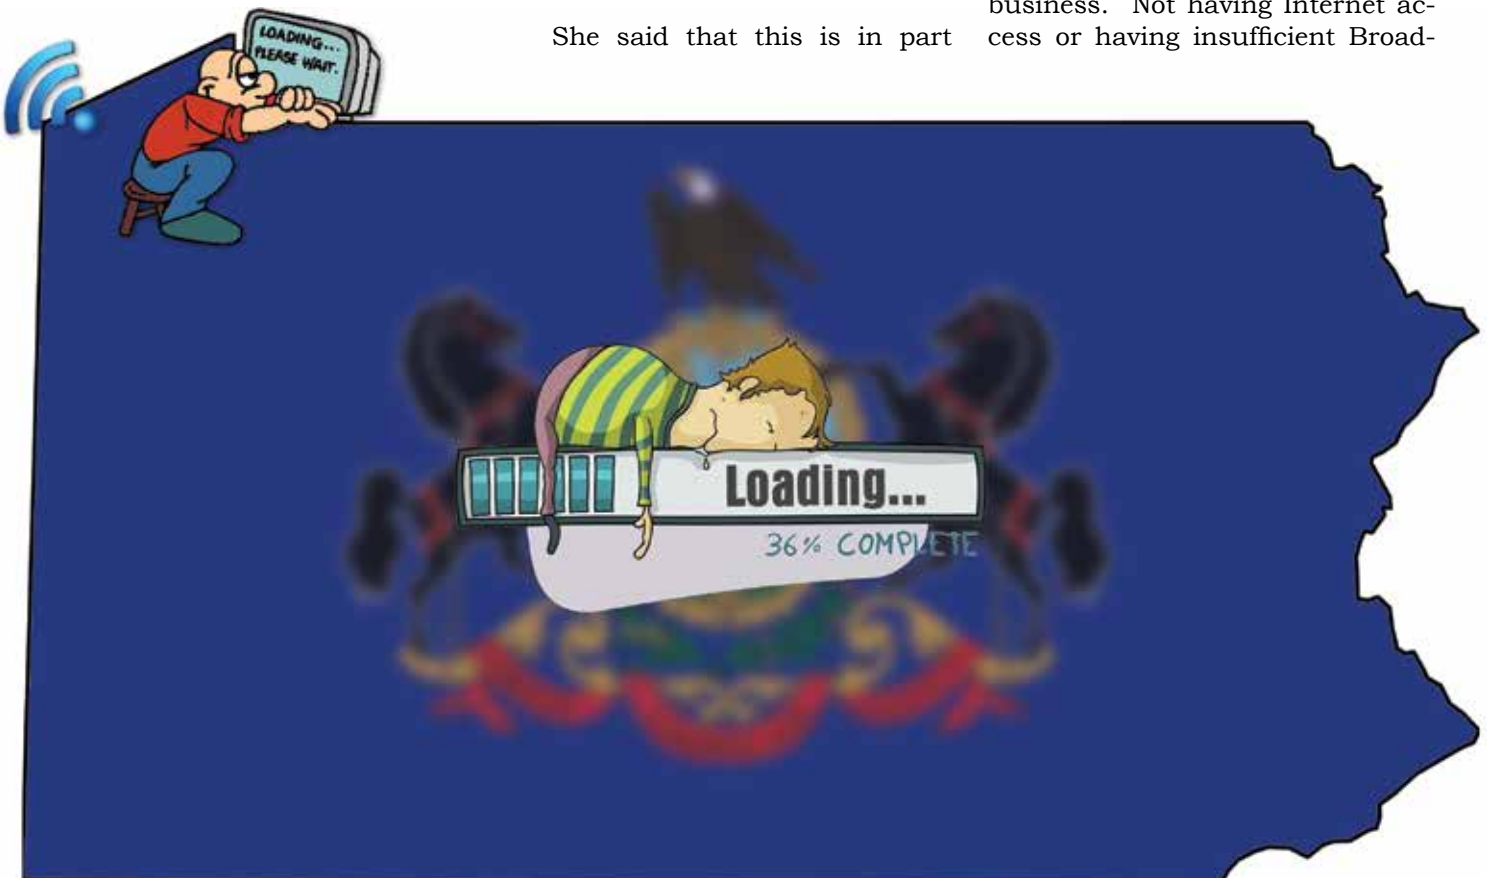 She said that this is in part
business. Not having Internet ac-
cess or having insufficient Broad-
LOADING...
PLEASE WAIT.
Loading...
36% COMPLETE